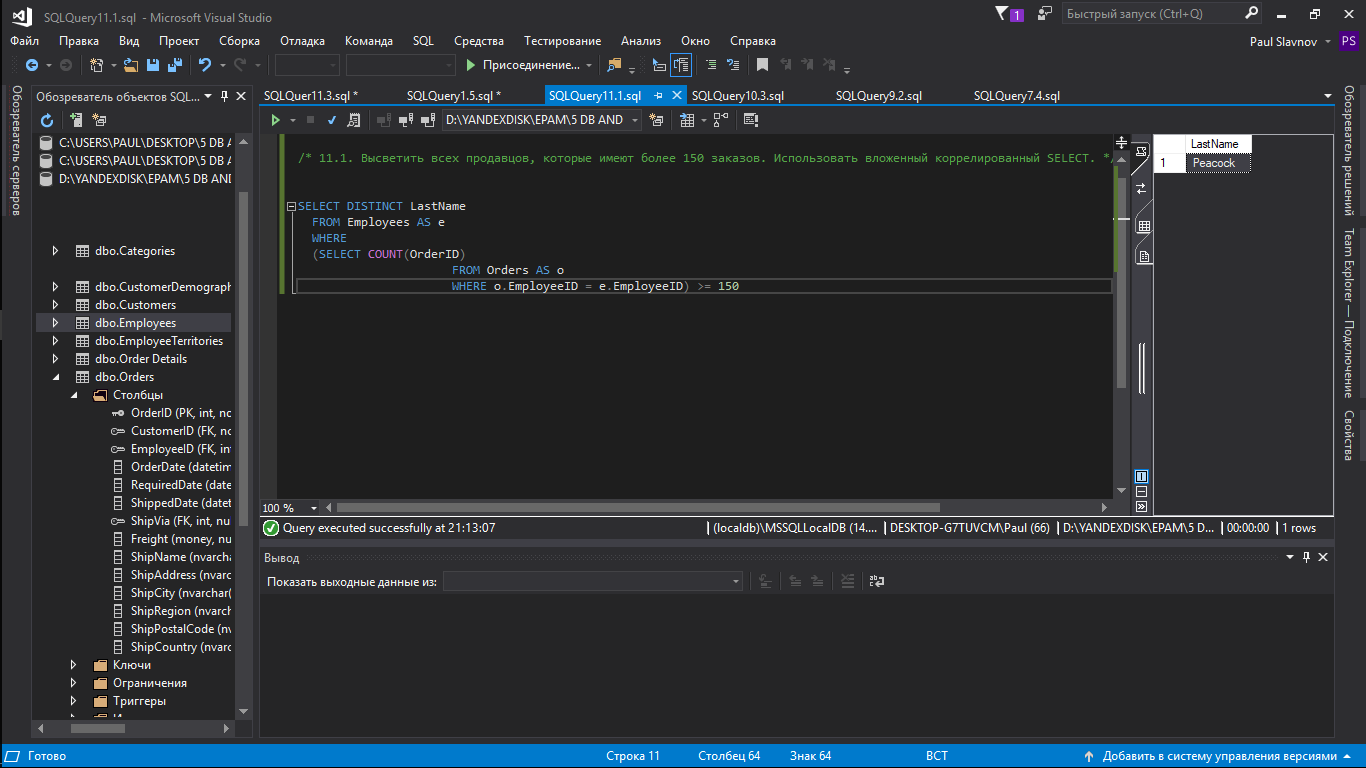 SQLQuery11.1.sql - Microsoft Visual Studio
1
Быстрый запуск (Ctrl+Q)
Файл Правка Вид Проект Сборка Отладка Команда SQL Средства Тестирование Анализ Окно Справка
Paul Slavnov PS
Присоединение...
Обозреватель серверов
Обозреватель объектов SQL...
C:\USERS\PAUL\DESKTOP\5 DB A
C:\USERS\PAUL\DESKTOP\5 DB A
D:\YANDEXDISK\EPAM\5 DB ANI
dbo.Categories
dbo.CustomerDemograph
dbo.Customers
dbo.Employees
dbo.EmployeeTerritories
dbo.Order Details
dbo.Orders
Столбцы
OrderID (PK, int, nc
CustomerID (FK, nc
EmployeeID (FK, in
OrderDate (datetim
RequiredDate (date
ShippedDate (datet
ShipVia (FK, int, nu
Freight (money, nu
ShipName (nvarcha
ShipAddress (nvarc
ShipCity (nvarchar(
ShipRegion (nvarch
ShipPostalCode (nv
ShipCountry (nvarc
Ключи
Ограничения
Триггеры
SQLQuer11.3.sql * SQLQuery1.5.sql * SQLQuery11.1.sql SQLQuery10.3.sql SQLQuery9.2.sql SQLQuery7.4.sql
D:\YANDEXDISK\EPAM\5 DB AND
/* 11.1. Высветить всех продавцов, которые имеют более 150 заказов. Использовать вложенный коррелированный SELECT. */
SELECT DISTINCT LastName
FROM Employees AS e
WHERE
(SELECT COUNT(OrderID)
FROM Orders AS o
WHERE o.EmployeeID = e.EmployeeID) >= 150
LastName
1 Peacock
100 %
Query executed successfully at 21:13:07
(localdb)\MSSQLLocalDB (14.... DESKTOP-G7TUVCM\Paul (66) D:\YANDEXDISK\EPAM\5 D... 00:00:00 1 rows
Вывод
Показать выходные данные из:
Обозреватель решений
Team Explorer — Подключение
Свойства
Готово Строка 11 Столбец 64 Знак 64 ВСТ Добавить в систему управления версиями